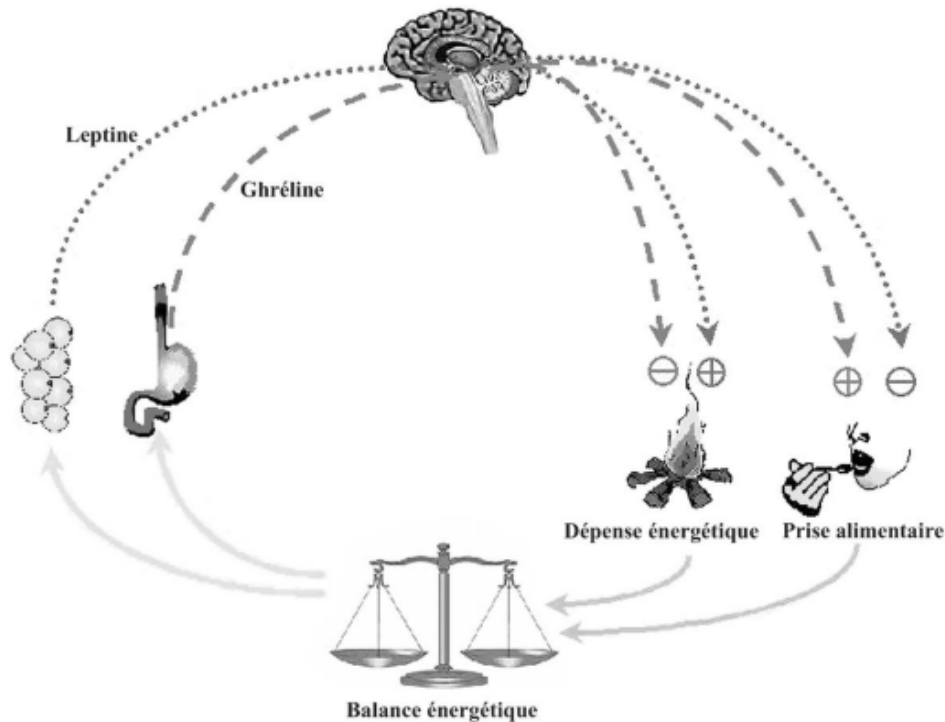 Leptine
Ghréline
Dépense énergétique
Prise alimentaire
Balance énergétique